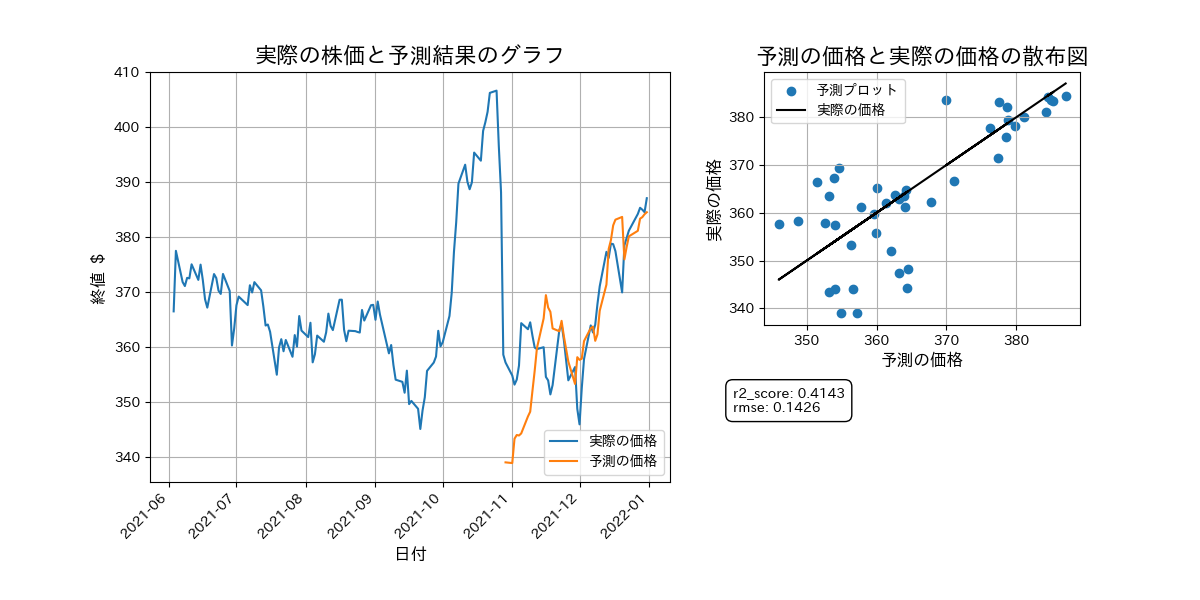 実際の株価と予測結果のグラフ
終値 $
410
400
390
380
370
360
350
340
実際の価格
予測の価格
2021-06
2021-07
2021-08
2021-09
2021-10
2021-11
2021-12
2022-01
日付
予測の価格と実際の価格の散布図
予測プロット
実際の価格
実際の価格
380
370
360
350
340
350
360
370
380
予測の価格
r2_score: 0.4143
rmse: 0.1426